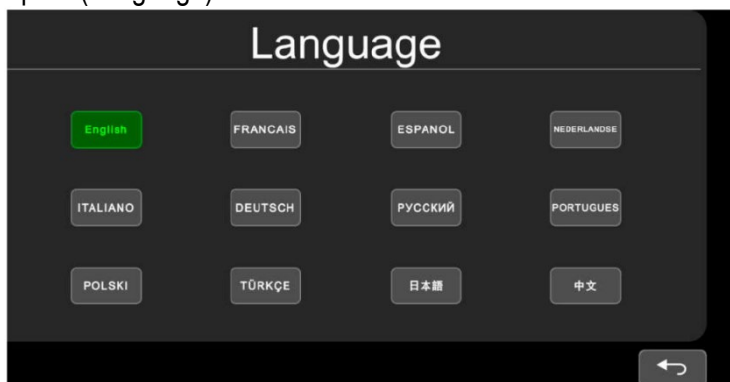 Language
English FRANCAIS ESPANOL NEDERLANDSE
ITALIANO DEUTSCH РУССКИЙ PORTUGUES
POLSKI TÜRKÇE 日本語 中文